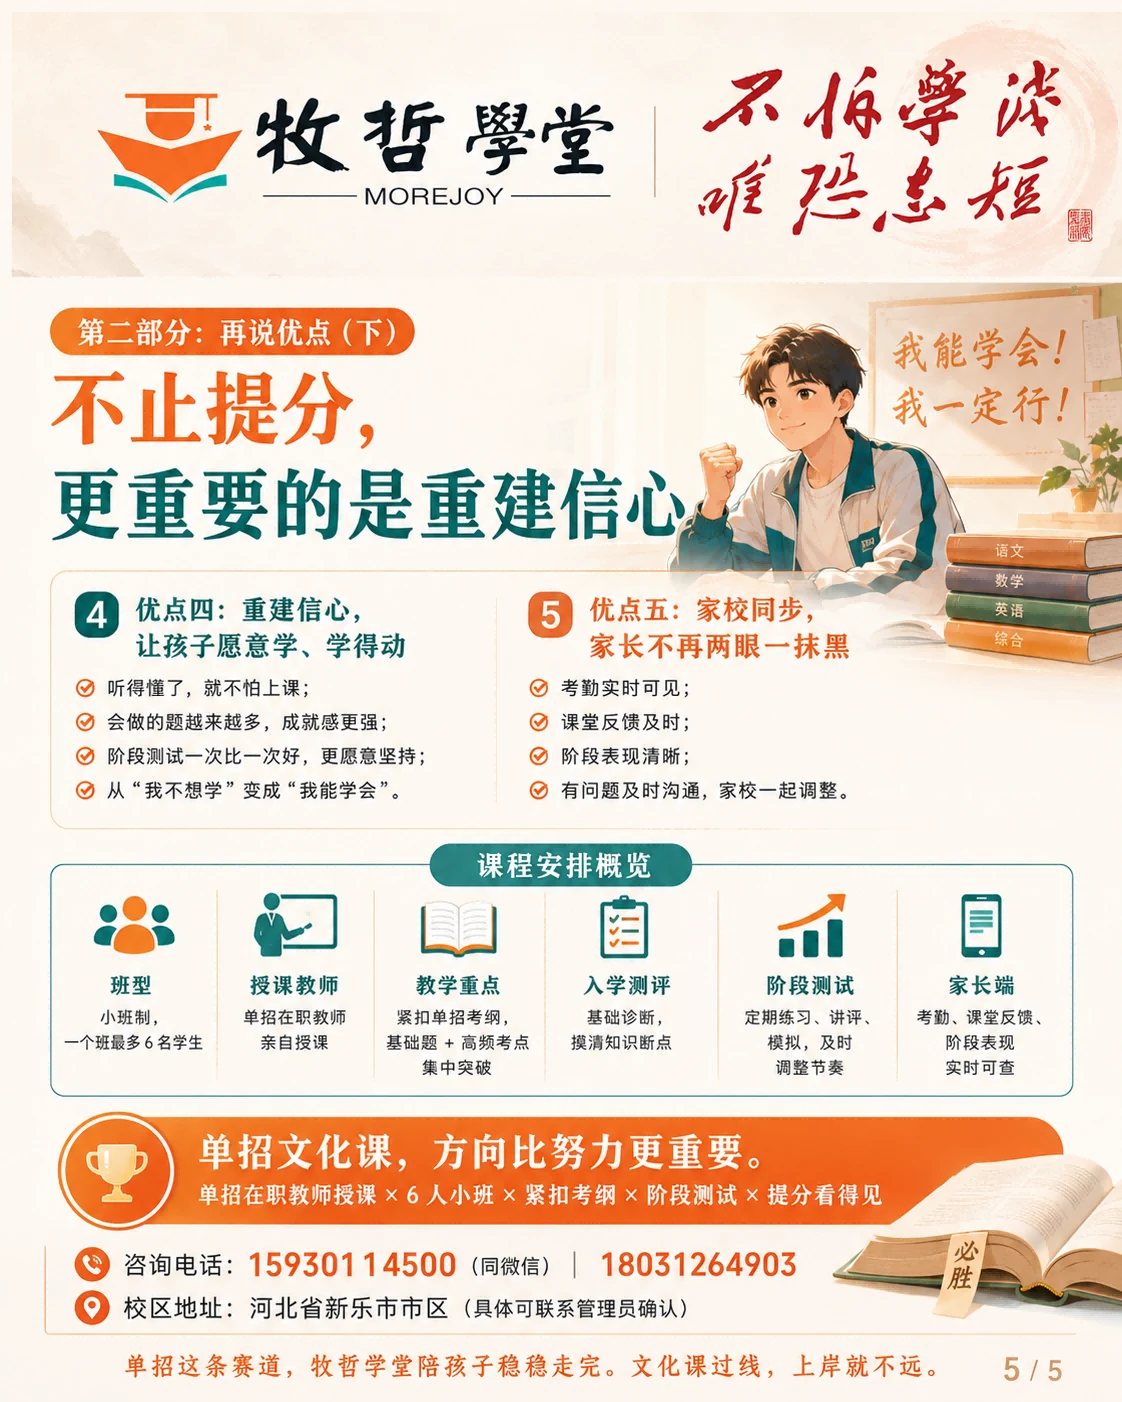 牧哲學堂
MOREJOY
不怕學淺
唯恐志短
第二部分：再说优点（下）
不止提分，
更重要的是重建信心
我能学会！
我一定行！
语文
数学
英语
综合
4 优点四：重建信心，
让孩子愿意学、学得动
听得懂了，就不怕上课；
会做的题越来越多，成就感更强；
阶段测试一次比一次好，更愿意坚持；
从“我不想学”变成“我能学会”。
5 优点五：家校同步，
家长不再两眼一抹黑
考勤实时可见；
课堂反馈及时；
阶段表现清晰；
有问题及时沟通，家校一起调整。
课程安排概览
班型
小班制，
一个班最多6名学生
授课教师
单招在职教师
亲自授课
教学重点
紧扣单招考纲，
基础题 + 高频考点
集中突破
入学测评
基础诊断，
摸清知识断点
阶段测试
定期练习、讲评、
模拟，及时
调整节奏
家长端
考勤、课堂反馈、
阶段表现
实时可查
单招文化课，方向比努力更重要。
单招在职教师授课 × 6 人小班 × 紧扣考纲 × 阶段测试 × 提分看得见
必胜
咨询电话：15930114500（同微信）｜ 18031264903
校区地址：河北省新乐市市区（具体可联系管理员确认）
单招这条赛道，牧哲学堂陪孩子稳稳走完。文化课过线，上岸就不远。
5 / 5